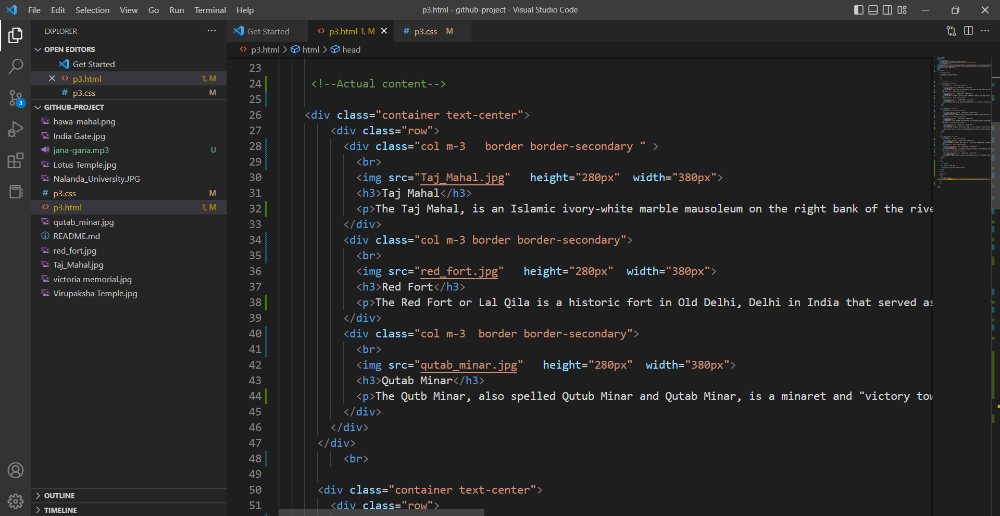 File Edit Selection View Go Run Terminal Help
p3.html - github-project - Visual Studio Code
EXPLORER
OPEN EDITORS
Get Started
p3.html 1, M
p3.css M
GITHUB-PROJECT
hawa-mahal.png
India Gate.jpg
jana-gana.mp3 U
Lotus Temple.jpg
Nalanda_University.JPG
p3.css M
p3.html 1, M
qutab_minar.jpg
README.md
red_fort.jpg
Taj_Mahal.jpg
victoria memorial.jpg
Virupaksha Temple.jpg
OUTLINE
TIMELINE
3
Get Started p3.html 1, M p3.css M
p3.html > html > head
23
24 <!--Actual content-->
25
26 <div class="container text-center">
27 <div class="row">
28 <div class="col m-3   border border-secondary " >
29 <br>
30 <img src="Taj_Mahal.jpg"   height="280px"  width="380px">
31 <h3>Taj Mahal</h3>
32 <p>The Taj Mahal, is an Islamic ivory-white marble mausoleum on the right bank of the rive
33 </div>
34 <div class="col m-3 border border-secondary">
35 <br>
36 <img src="red_fort.jpg"   height="280px"  width="380px">
37 <h3>Red Fort</h3>
38 <p>The Red Fort or Lal Qila is a historic fort in Old Delhi, Delhi in India that served as
39 </div>
40 <div class="col m-3  border border-secondary">
41 <br>
42 <img src="qutab_minar.jpg"   height="280px"  width="380px">
43 <h3>Qutab Minar</h3>
44 <p>The Qutb Minar, also spelled Qutub Minar and Qutab Minar, is a minaret and "victory tow
45 </div>
46 </div>
47 </div>
48 <br>
49
50 <div class="container text-center">
51 <div class="row">